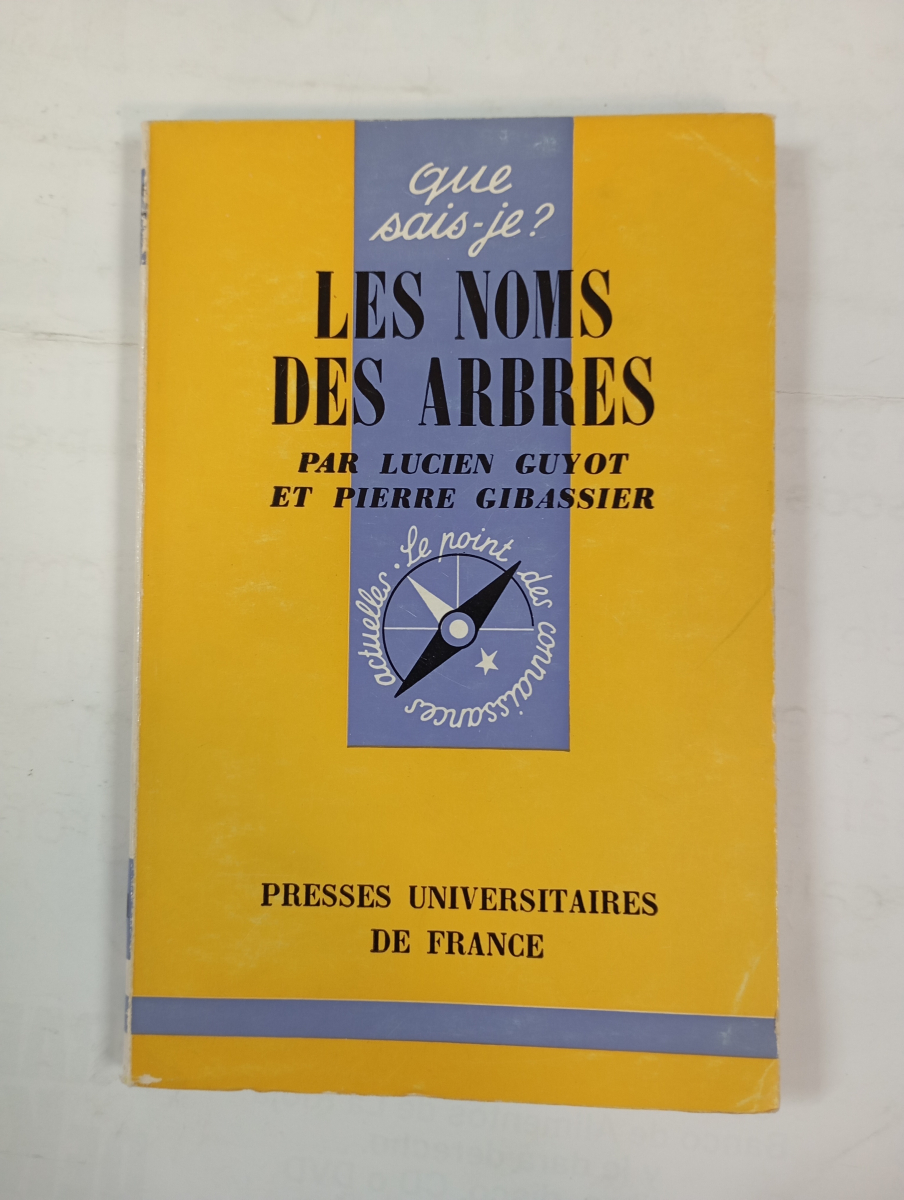 que
sais-je?
LES NOMS
DES ARBRES
PAR LUCIEN GUYOT
ET PIERRE GIBASSIER
Le point des connaissances actuelles.
PRESSES UNIVERSITAIRES
DE FRANCE